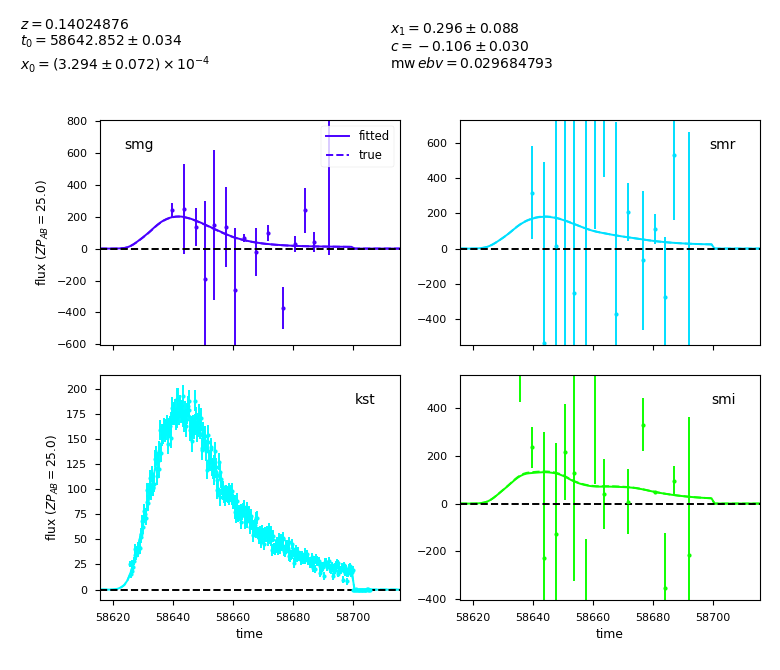 z = 0.14024876
t0 = 58642.852 ± 0.034
x0 = (3.294 ± 0.072) × 10^−4
x1 = 0.296 ± 0.088
c = −0.106 ± 0.030
mw ebv = 0.029684793
800
600
400
200
0
−200
−400
−600
flux (ZP_AB = 25.0)
smg
fitted
true
600
400
200
0
−200
−400
smr
200
175
150
125
100
75
50
25
0
flux (ZP_AB = 25.0)
kst
58620 58640 58660 58680 58700
time
400
200
0
−200
−400
smi
58620 58640 58660 58680 58700
time